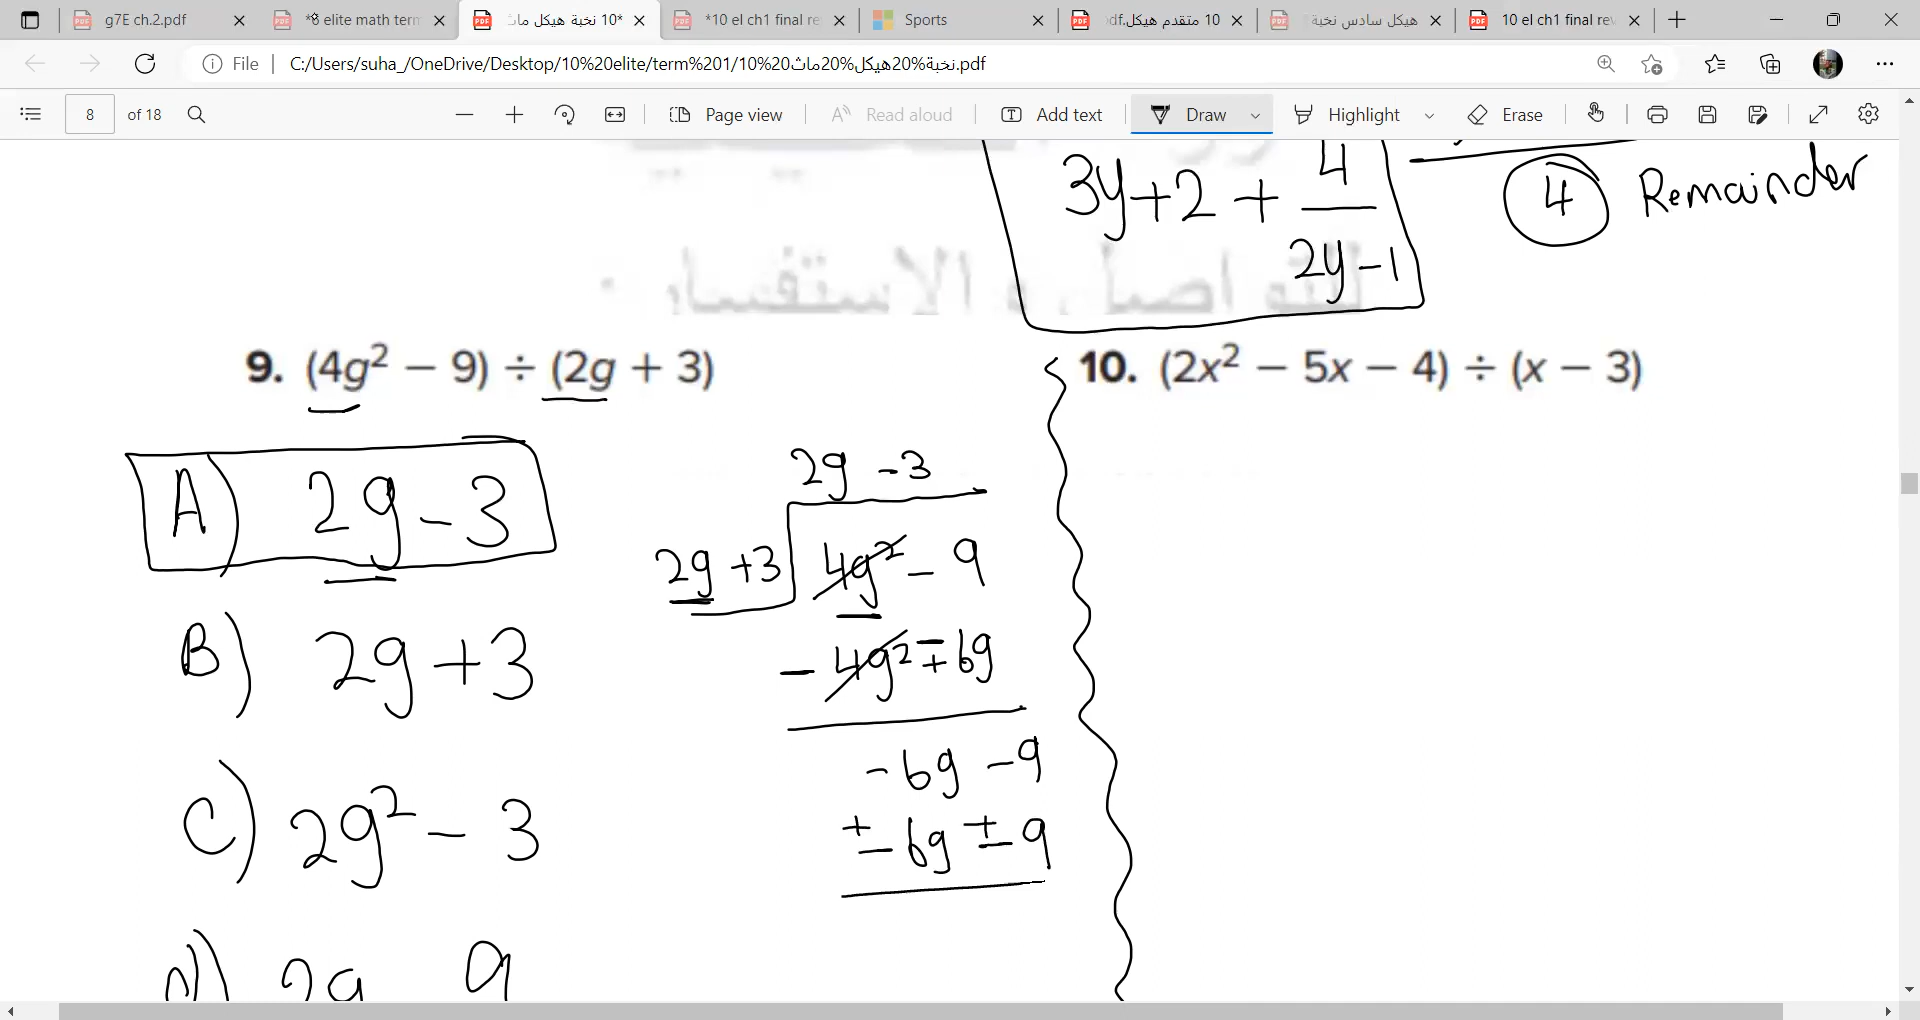 g7E ch.2.pdf
*8 elite math term
*10 نخبة هيكل ماث
*10 el ch1 final re
Sports
10 متقدم هيكل.pdf
هيكل سادس نخبة
10 el ch1 final rev
File | C:/Users/suha_/OneDrive/Desktop/10%20elite/term%201/10%20نخبة%20هيكل%20ماث.pdf
8 of 18 Page view Read aloud Add text Draw Highlight Erase
3y+2 + 4
2y-1
4 Remainder
للتواصل و الاستفسار
9. (4g² − 9) ÷ (2g + 3)
10. (2x² − 5x − 4) ÷ (x − 3)
A) 2g - 3
B) 2g + 3
C) 2g² - 3
2g -3
2g +3 4g² - 9
- 4g² ∓ 6g
- 6g - 9
± 6g ± 9